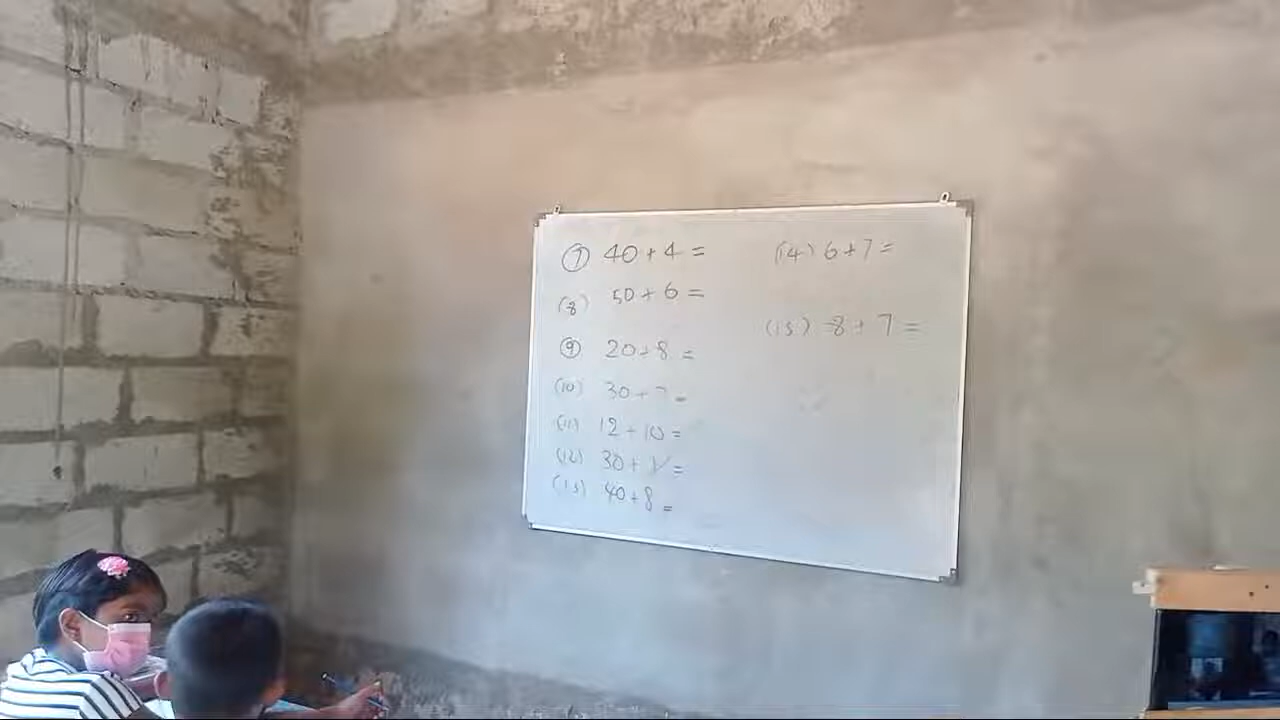 (7) 40 + 4 =
(8) 50 + 6 =
(9) 20 + 8 =
(10) 30 + 7 =
(11) 12 + 10 =
(12) 30 + =
(13) 40 + 8 =
(14) 6 + 7 =
(15) 8 + 7 =